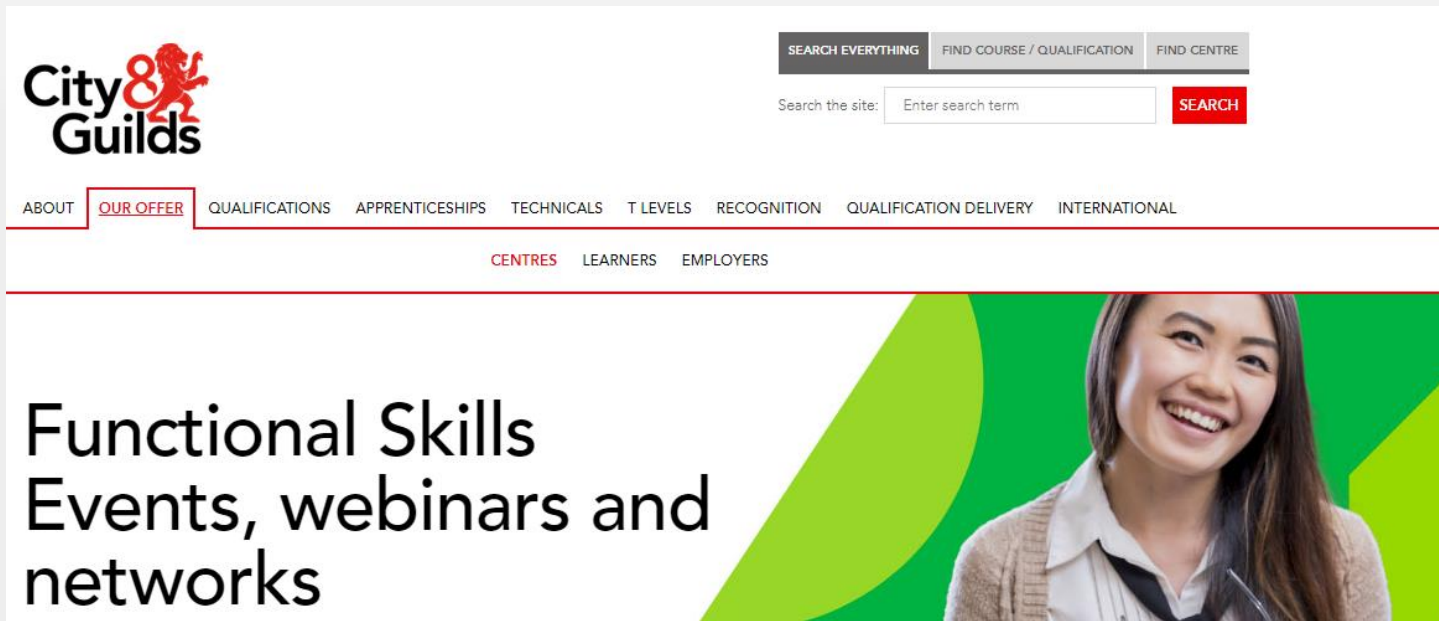 City &
Guilds
SEARCH EVERYTHING FIND COURSE / QUALIFICATION FIND CENTRE
Search the site: Enter search term SEARCH
ABOUT OUR OFFER QUALIFICATIONS APPRENTICESHIPS TECHNICALS T LEVELS RECOGNITION QUALIFICATION DELIVERY INTERNATIONAL
CENTRES LEARNERS EMPLOYERS
Functional Skills
Events, webinars and
networks